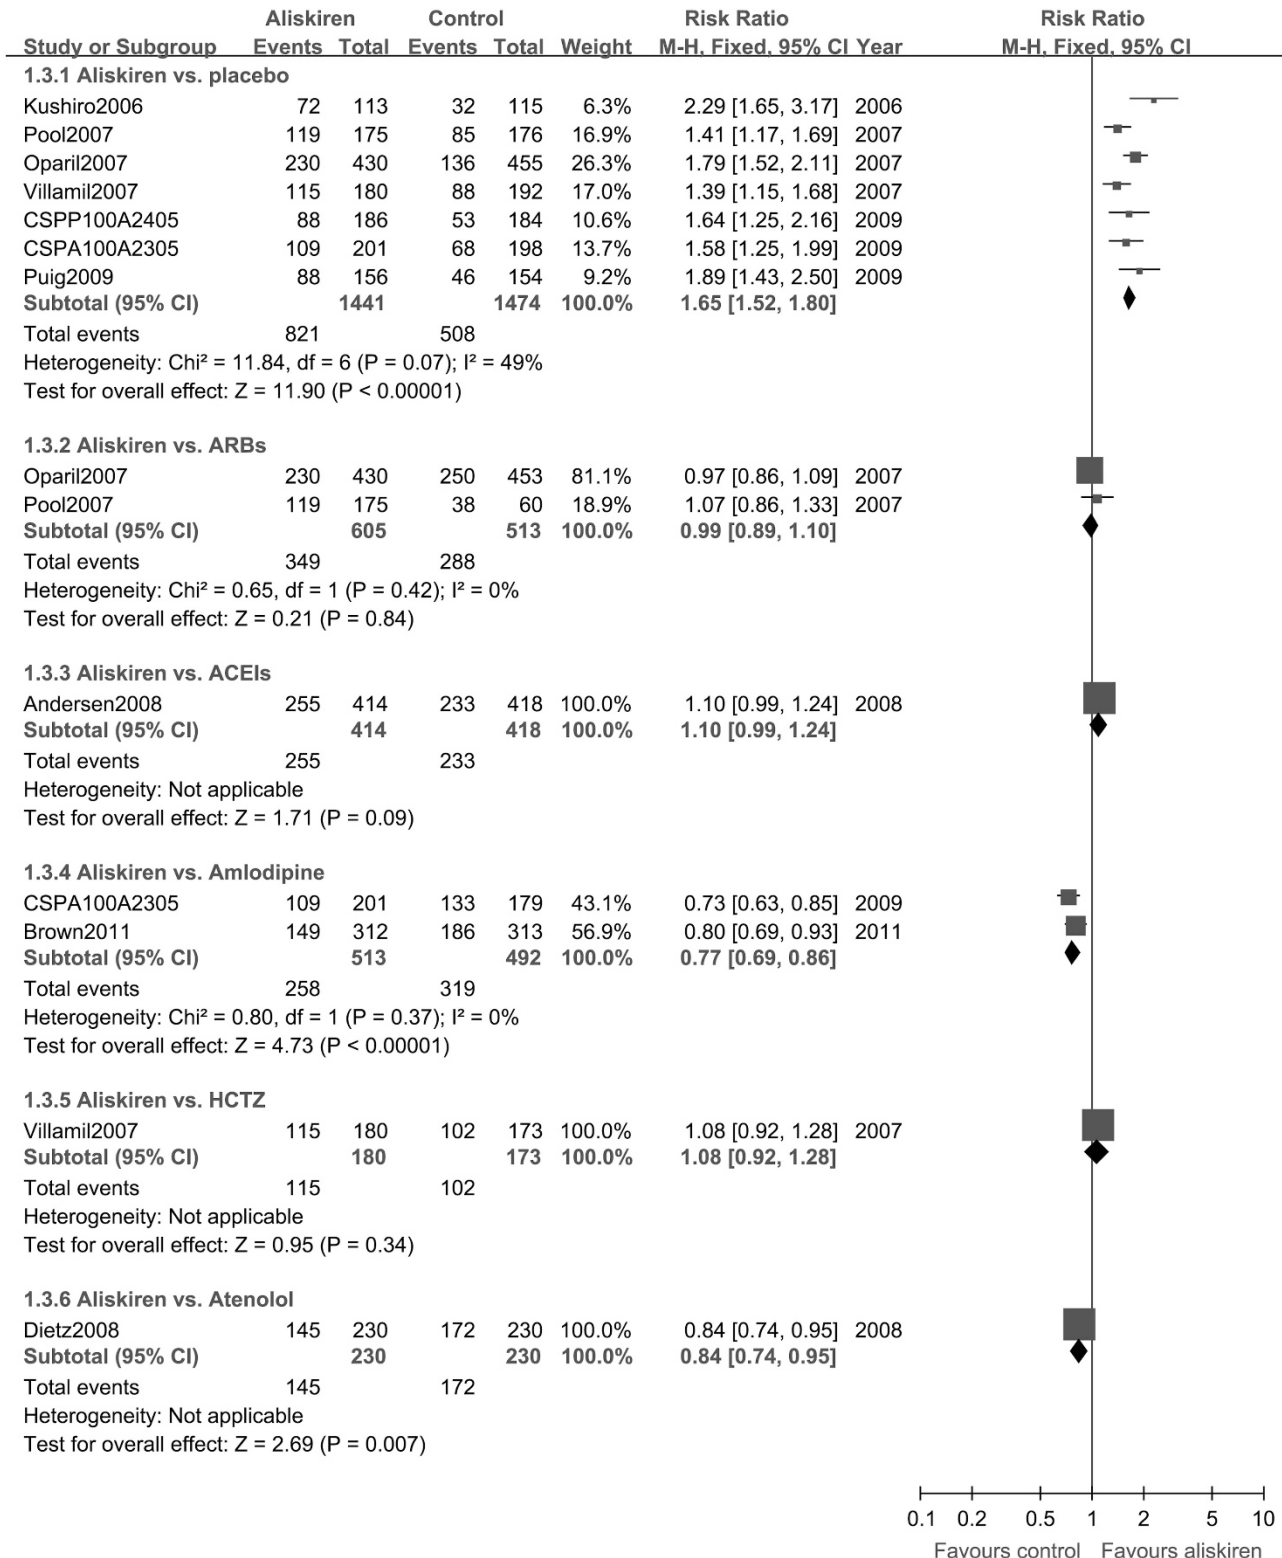 Aliskiren Control Risk Ratio Risk Ratio
Study or Subgroup Events Total Events Total Weight M-H, Fixed, 95% CI Year M-H, Fixed, 95% CI
1.3.1 Aliskiren vs. placebo
Kushiro2006 72 113 32 115 6.3% 2.29 [1.65, 3.17] 2006
Pool2007 119 175 85 176 16.9% 1.41 [1.17, 1.69] 2007
Oparil2007 230 430 136 455 26.3% 1.79 [1.52, 2.11] 2007
Villamil2007 115 180 88 192 17.0% 1.39 [1.15, 1.68] 2007
CSPP100A2405 88 186 53 184 10.6% 1.64 [1.25, 2.16] 2009
CSPA100A2305 109 201 68 198 13.7% 1.58 [1.25, 1.99] 2009
Puig2009 88 156 46 154 9.2% 1.89 [1.43, 2.50] 2009
Subtotal (95% CI) 1441 1474 100.0% 1.65 [1.52, 1.80]
Total events 821 508
Heterogeneity: Chi² = 11.84, df = 6 (P = 0.07); I² = 49%
Test for overall effect: Z = 11.90 (P < 0.00001)
1.3.2 Aliskiren vs. ARBs
Oparil2007 230 430 250 453 81.1% 0.97 [0.86, 1.09] 2007
Pool2007 119 175 38 60 18.9% 1.07 [0.86, 1.33] 2007
Subtotal (95% CI) 605 513 100.0% 0.99 [0.89, 1.10]
Total events 349 288
Heterogeneity: Chi² = 0.65, df = 1 (P = 0.42); I² = 0%
Test for overall effect: Z = 0.21 (P = 0.84)
1.3.3 Aliskiren vs. ACEIs
Andersen2008 255 414 233 418 100.0% 1.10 [0.99, 1.24] 2008
Subtotal (95% CI) 414 418 100.0% 1.10 [0.99, 1.24]
Total events 255 233
Heterogeneity: Not applicable
Test for overall effect: Z = 1.71 (P = 0.09)
1.3.4 Aliskiren vs. Amlodipine
CSPA100A2305 109 201 133 179 43.1% 0.73 [0.63, 0.85] 2009
Brown2011 149 312 186 313 56.9% 0.80 [0.69, 0.93] 2011
Subtotal (95% CI) 513 492 100.0% 0.77 [0.69, 0.86]
Total events 258 319
Heterogeneity: Chi² = 0.80, df = 1 (P = 0.37); I² = 0%
Test for overall effect: Z = 4.73 (P < 0.00001)
1.3.5 Aliskiren vs. HCTZ
Villamil2007 115 180 102 173 100.0% 1.08 [0.92, 1.28] 2007
Subtotal (95% CI) 180 173 100.0% 1.08 [0.92, 1.28]
Total events 115 102
Heterogeneity: Not applicable
Test for overall effect: Z = 0.95 (P = 0.34)
1.3.6 Aliskiren vs. Atenolol
Dietz2008 145 230 172 230 100.0% 0.84 [0.74, 0.95] 2008
Subtotal (95% CI) 230 230 100.0% 0.84 [0.74, 0.95]
Total events 145 172
Heterogeneity: Not applicable
Test for overall effect: Z = 2.69 (P = 0.007)
0.1 0.2 0.5 1 2 5 10
Favours control Favours aliskiren